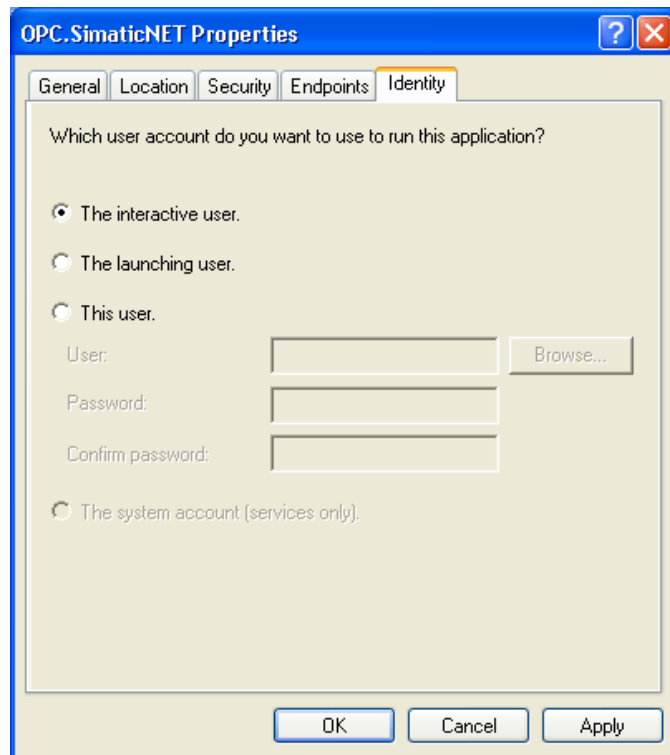 OPC.SimaticNET Properties
?
General Location Security Endpoints Identity
Which user account do you want to use to run this application?
The interactive user.
The launching user.
This user.
User: Browse...
Password:
Confirm password:
The system account (services only).
OK Cancel Apply